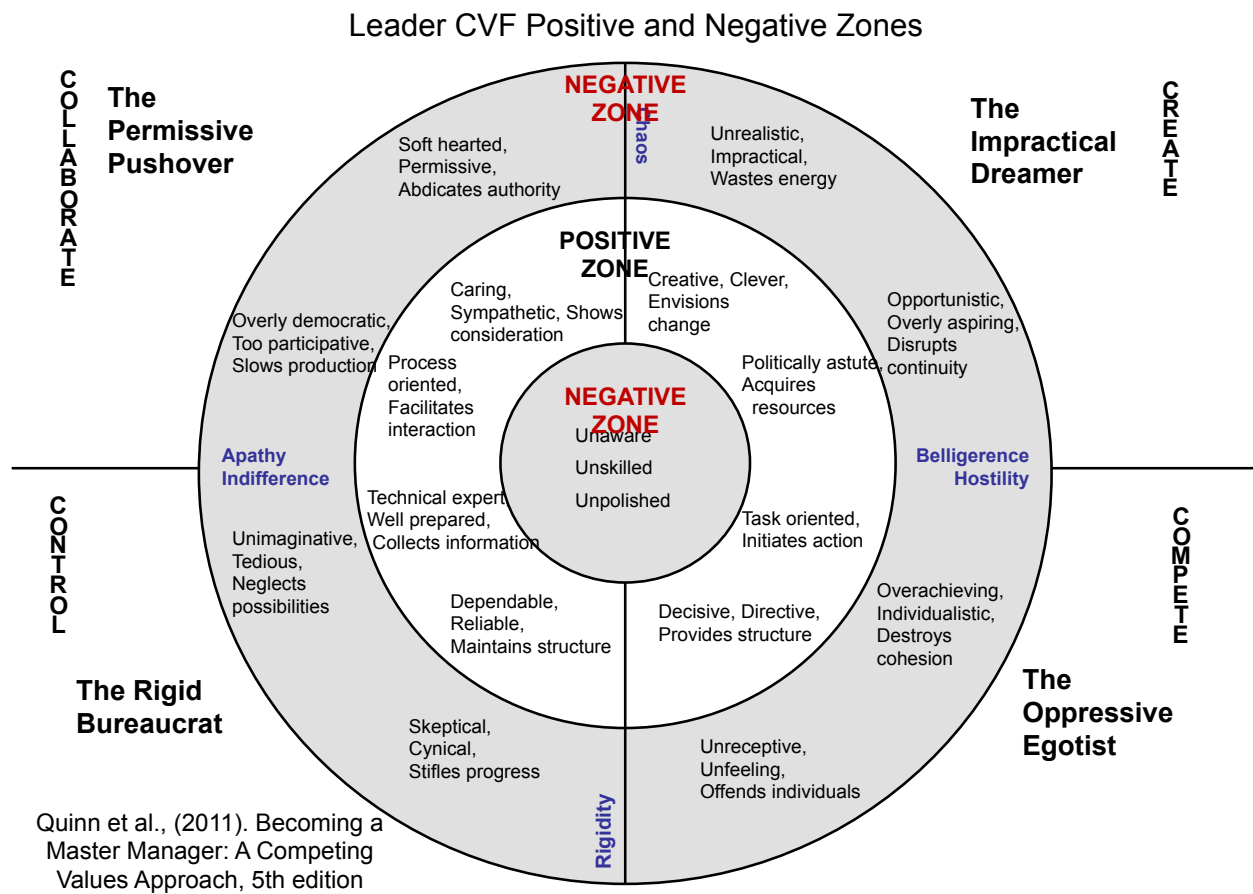 Leader CVF Positive and Negative Zones
COLLABORATE
The
Permissive
Pushover
NEGATIVE
ZONE
Chaos
The
Impractical
Dreamer
CREATE
Soft hearted,
Permissive,
Abdicates authority
Unrealistic,
Impractical,
Wastes energy
POSITIVE
ZONE
Caring,
Sympathetic, Shows
consideration
Creative, Clever,
Envisions
change
Overly democratic,
Too participative,
Slows production
Opportunistic,
Overly aspiring,
Disrupts
continuity
Process
oriented,
Facilitates
interaction
Politically astute,
Acquires
resources
NEGATIVE
ZONE
Unaware
Unskilled
Unpolished
Apathy
Indifference
Belligerence
Hostility
CONTROL
Technical expert,
Well prepared,
Collects information
Task oriented,
Initiates action
COMPETE
Unimaginative,
Tedious,
Neglects
possibilities
Dependable,
Reliable,
Maintains structure
Decisive, Directive,
Provides structure
Overachieving,
Individualistic,
Destroys
cohesion
The Rigid
Bureaucrat
The
Oppressive
Egotist
Skeptical,
Cynical,
Stifles progress
Unreceptive,
Unfeeling,
Offends individuals
Rigidity
Quinn et al., (2011). Becoming a
Master Manager: A Competing
Values Approach, 5th edition